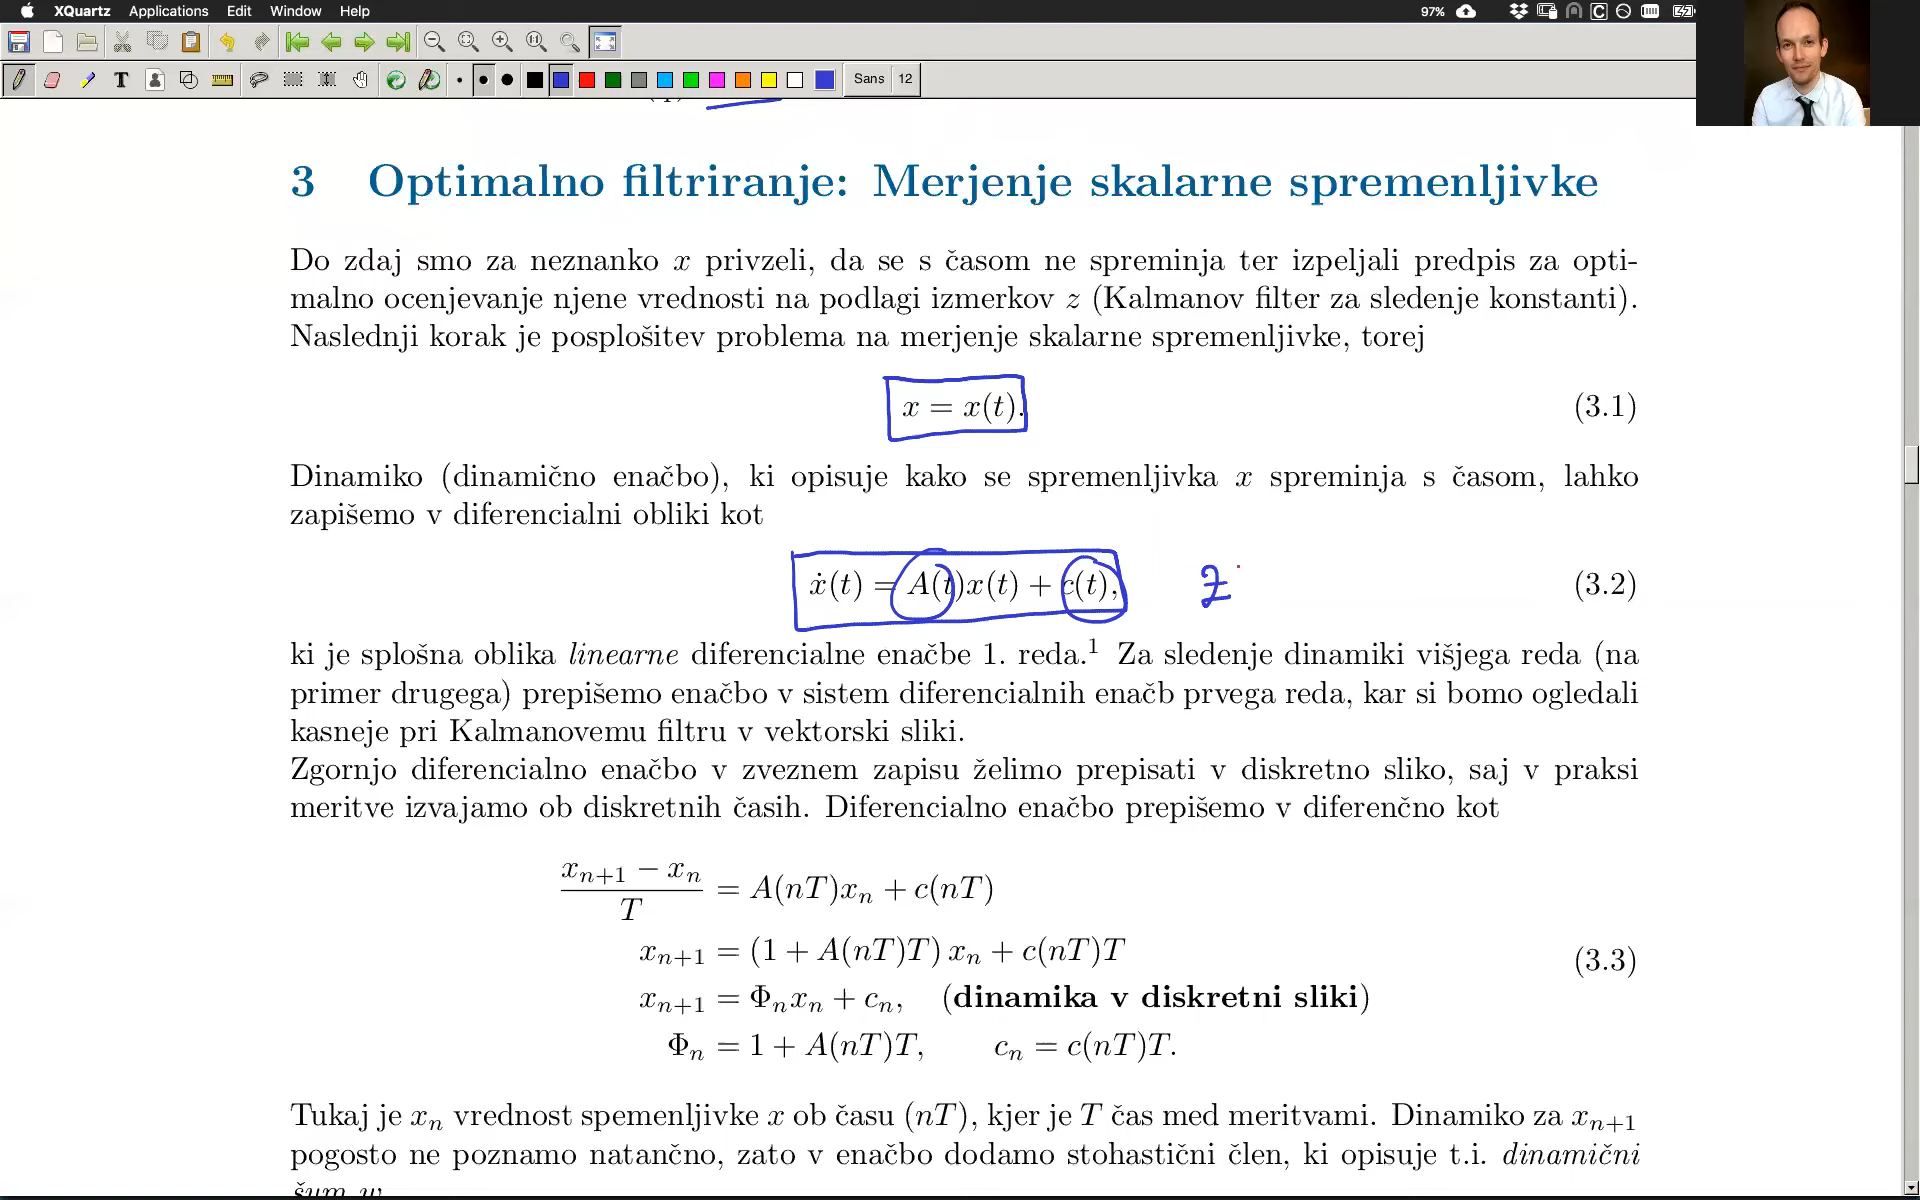 XQuartz Applications Edit Window Help
97%
Sans 12
3 Optimalno filtriranje: Merjenje skalarne spremenljivke
Do zdaj smo za neznanko x privzeli, da se s časom ne spreminja ter izpeljali predpis za opti-
malno ocenjevanje njene vrednosti na podlagi izmerkov z (Kalmanov filter za sledenje konstanti).
Naslednji korak je posplošitev problema na merjenje skalarne spremenljivke, torej
x = x(t). (3.1)
Dinamiko (dinamično enačbo), ki opisuje kako se spremenljivka x spreminja s časom, lahko
zapišemo v diferencialni obliki kot
ẋ(t) = A(t)x(t) + c(t), z (3.2)
ki je splošna oblika linearne diferencialne enačbe 1. reda.¹ Za sledenje dinamiki višjega reda (na
primer drugega) prepišemo enačbo v sistem diferencialnih enačb prvega reda, kar si bomo ogledali
kasneje pri Kalmanovemu filtru v vektorski sliki.
Zgornjo diferencialno enačbo v zveznem zapisu želimo prepisati v diskretno sliko, saj v praksi
meritve izvajamo ob diskretnih časih. Diferencialno enačbo prepišemo v diferenčno kot
(xₙ₊₁ − xₙ)/T = A(nT)xₙ + c(nT)
xₙ₊₁ = (1 + A(nT)T) xₙ + c(nT)T
(3.3)
xₙ₊₁ = Φₙxₙ + cₙ, (dinamika v diskretni sliki)
Φₙ = 1 + A(nT)T, cₙ = c(nT)T.
Tukaj je xₙ vrednost spemenljivke x ob času (nT), kjer je T čas med meritvami. Dinamiko za xₙ₊₁
pogosto ne poznamo natančno, zato v enačbo dodamo stohastični člen, ki opisuje t.i. dinamični
šum w